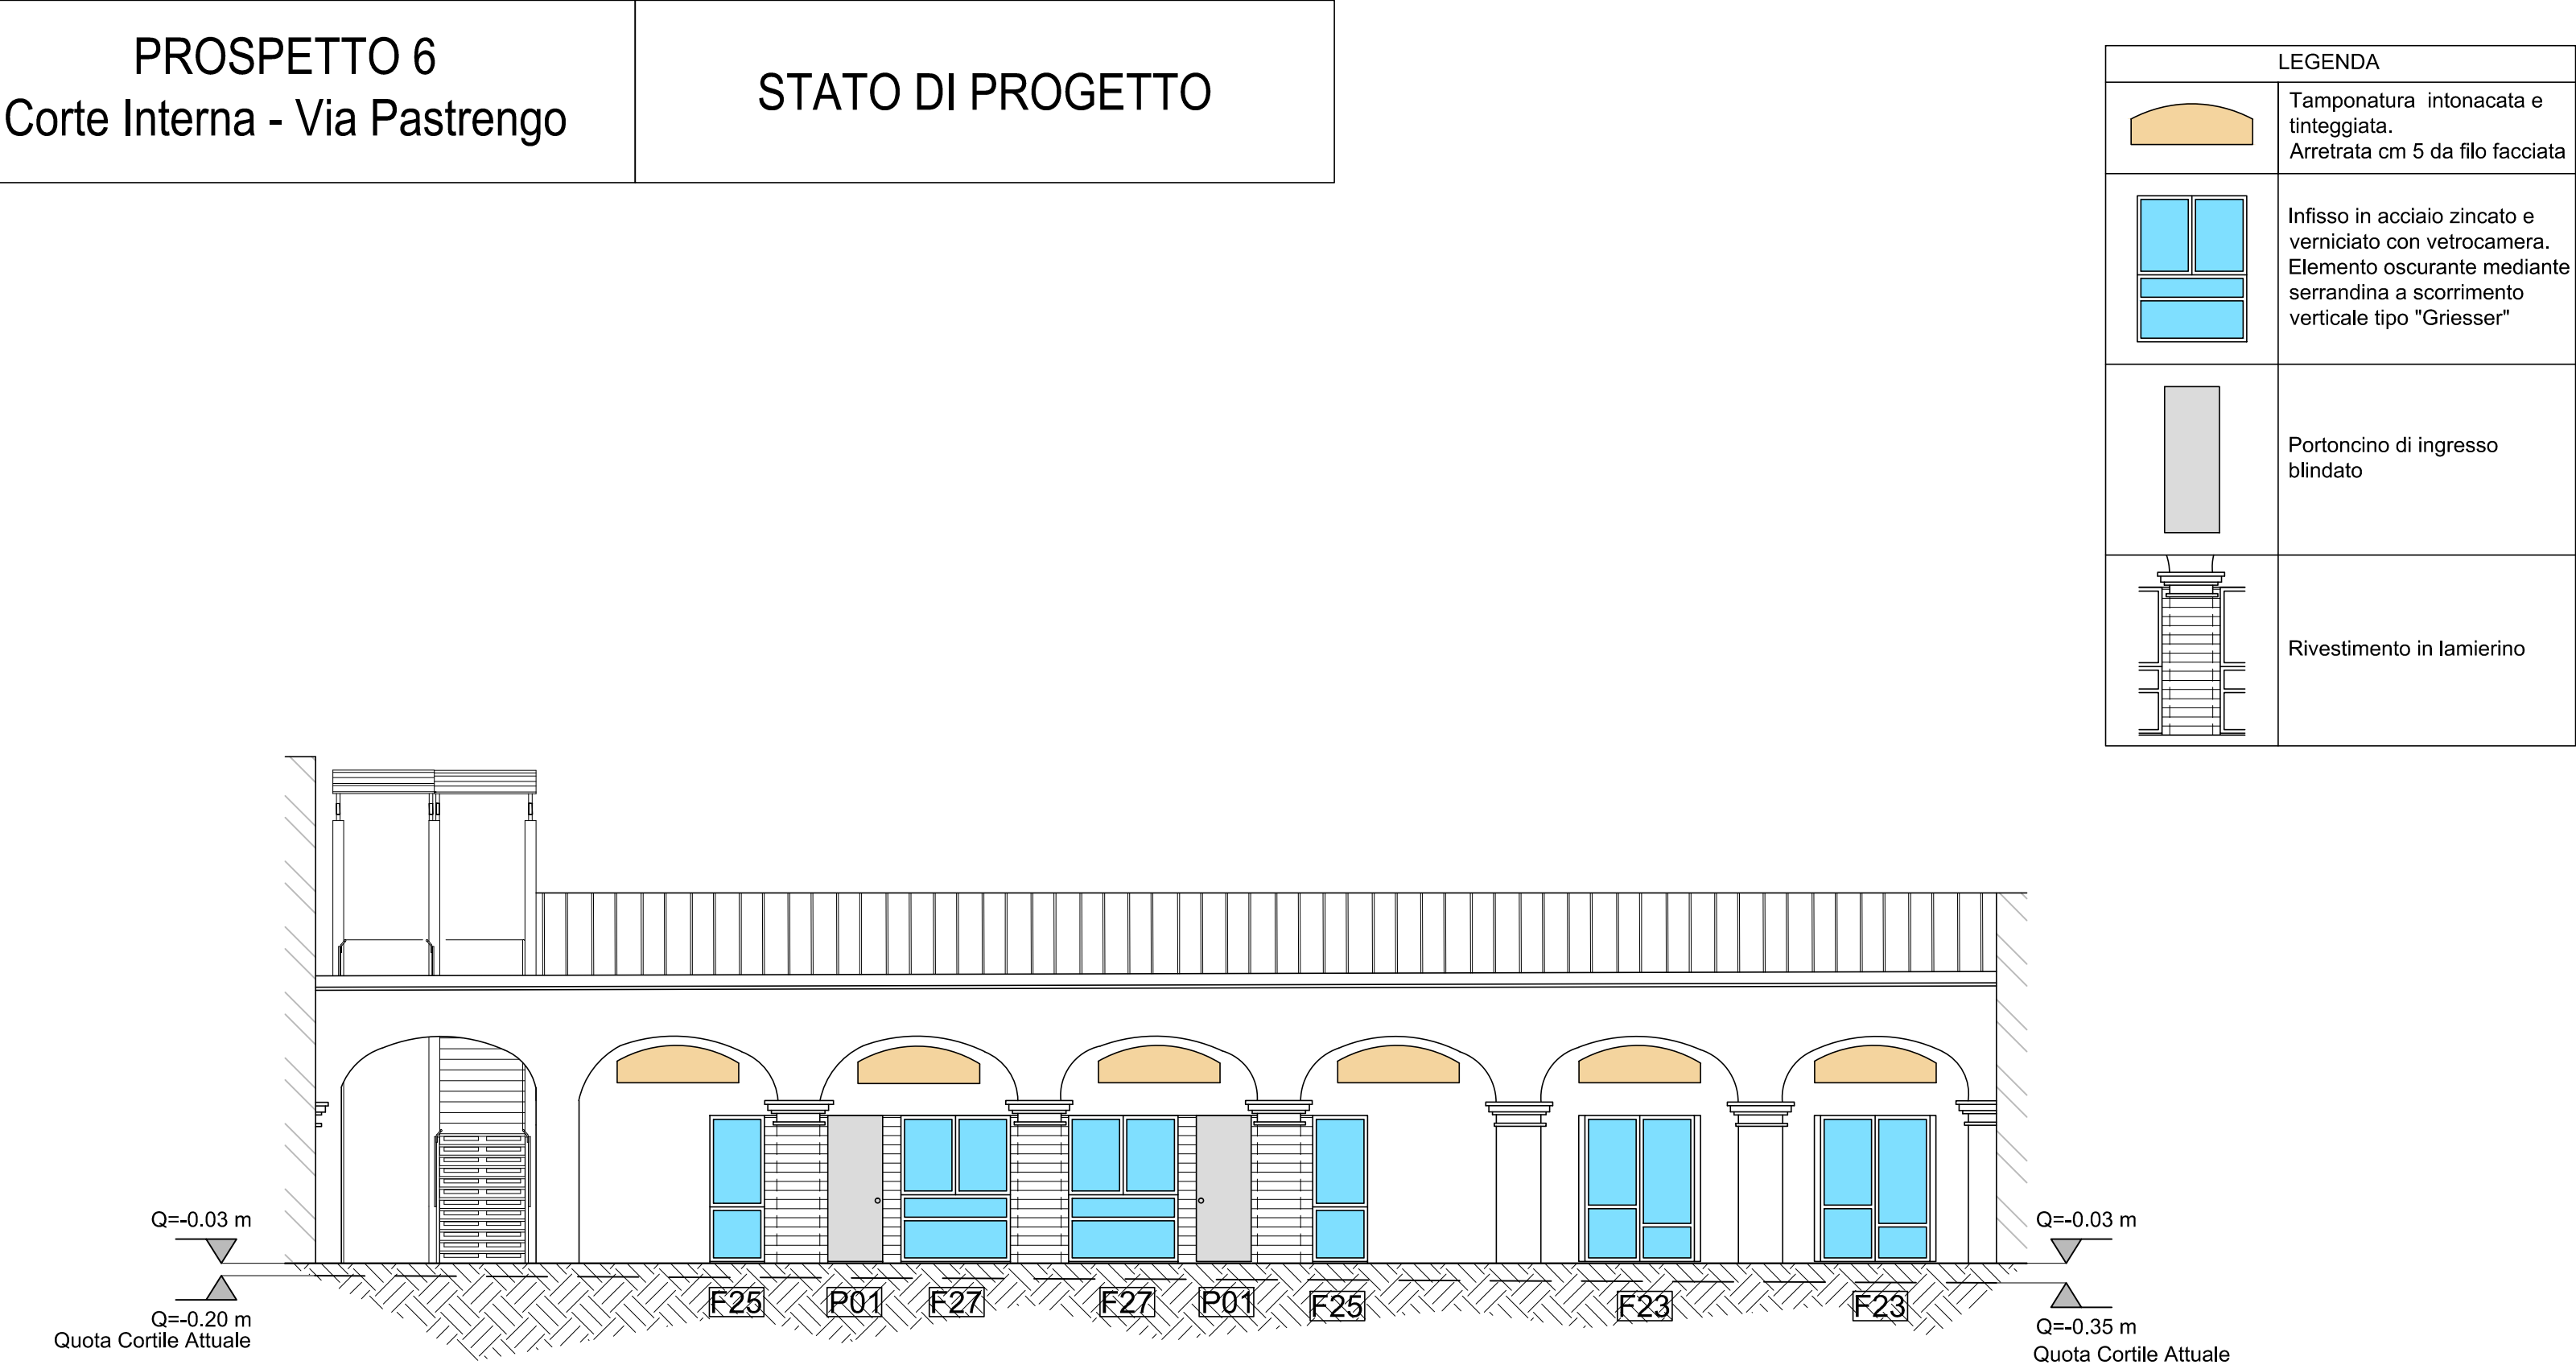 PROSPETTO 6
Corte Interna - Via Pastrengo
STATO DI PROGETTO
LEGENDA
Tamponatura intonacata e
tinteggiata.
Arretrata cm 5 da filo facciata
Infisso in acciaio zincato e
verniciato con vetrocamera.
Elemento oscurante mediante
serrandina a scorrimento
verticale tipo "Griesser"
Portoncino di ingresso
blindato
Rivestimento in lamierino
Q=-0.03 m
Q=-0.20 m
Quota Cortile Attuale
F25
P01
F27
F27
P01
F25
F23
F23
Q=-0.03 m
Q=-0.35 m
Quota Cortile Attuale